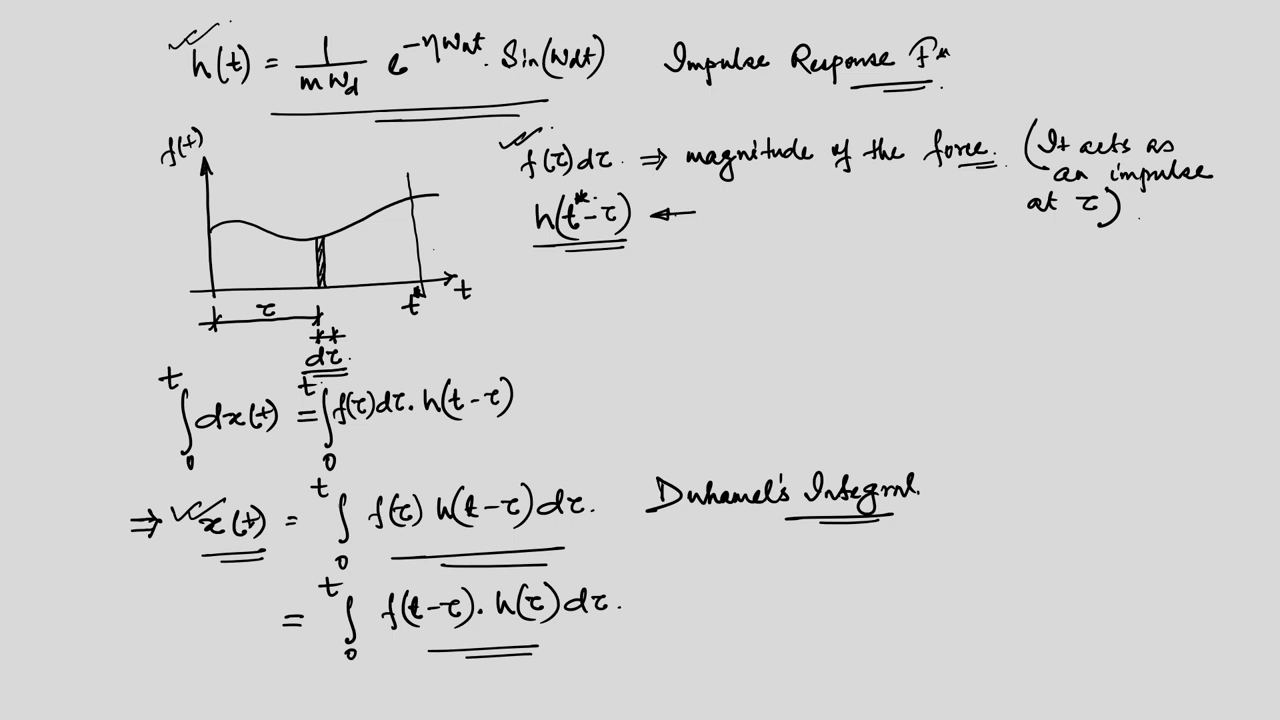 h(t) = 1/(mω_d) e^(-ηω_n t) . Sin(ω_d t) Impulse Response Fⁿ
f(t)
f(τ)dτ. ⇒ magnitude of the force. (It acts as
an impulse
at τ).
h(t*-τ) ←
τ
t*
t
dτ.
∫₀ᵗ dx(t) = ∫₀ᵗ f(τ)dτ. h(t-τ)
⇒ x(t) = ∫₀ᵗ f(τ) h(t-τ)dτ. Duhamel's Integral.
= ∫₀ᵗ f(t-τ). h(τ)dτ.